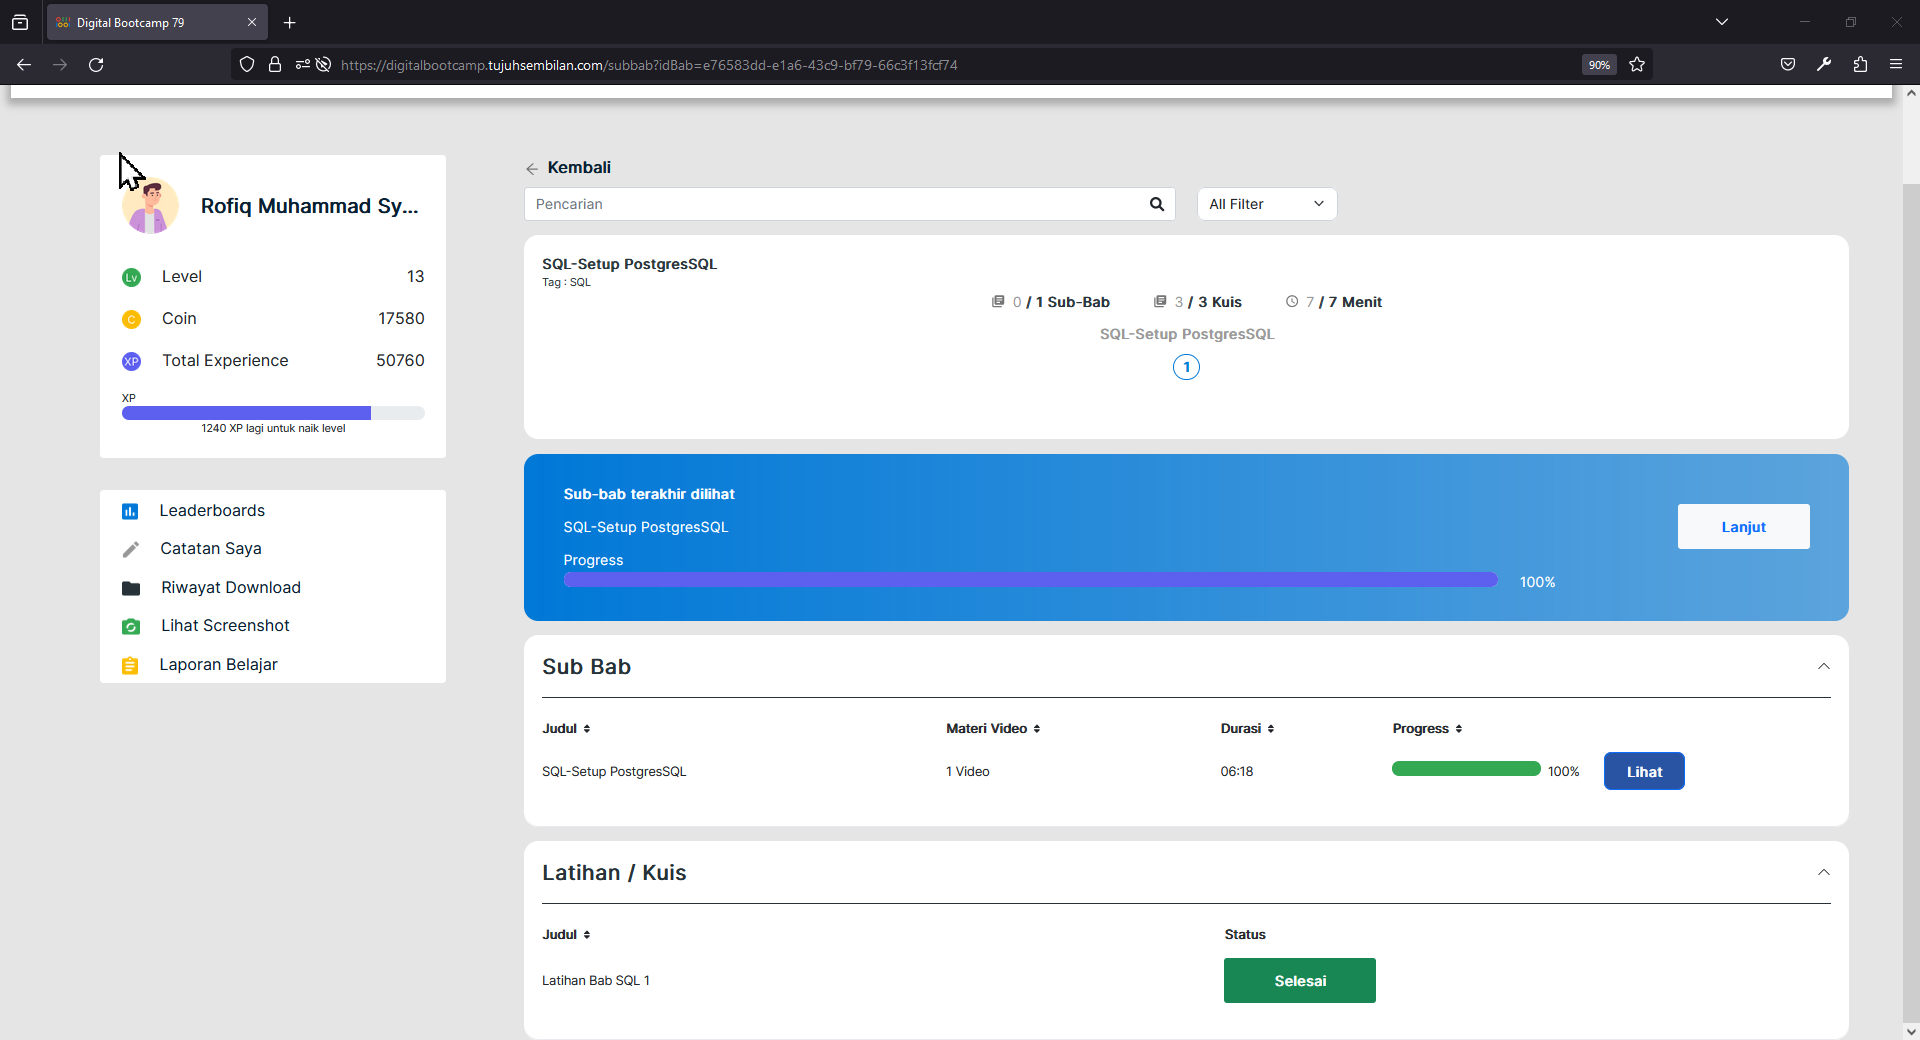 Digital Bootcamp 79
https://digitalbootcamp.tujuhsembilan.com/subbab?idBab=e76583dd-e1a6-43c9-bf79-66c3f13fcf74
90%
Rofiq Muhammad Sy...
Lv Level 13
C Coin 17580
XP Total Experience 50760
XP
1240 XP lagi untuk naik level
Leaderboards
Catatan Saya
Riwayat Download
Lihat Screenshot
Laporan Belajar
Kembali
Pencarian
All Filter
SQL-Setup PostgresSQL
Tag : SQL
0 / 1 Sub-Bab 3 / 3 Kuis 7 / 7 Menit
SQL-Setup PostgresSQL
1
Sub-bab terakhir dilihat
SQL-Setup PostgresSQL
Lanjut
Progress
100%
Sub Bab
Judul Materi Video Durasi Progress
SQL-Setup PostgresSQL 1 Video 06:18 100% Lihat
Latihan / Kuis
Judul Status
Latihan Bab SQL 1 Selesai